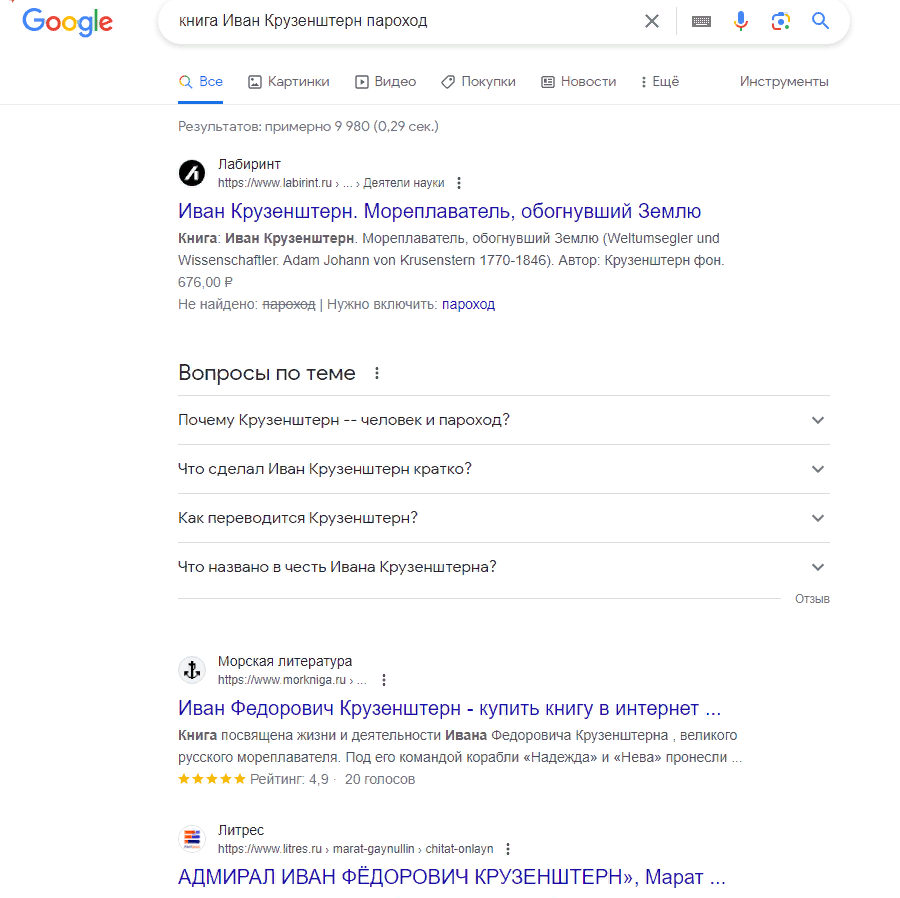 Google
книга Иван Крузенштерн пароход
Все Картинки Видео Покупки Новости Ещё Инструменты
Результатов: примерно 9 980 (0,29 сек.)
Лабиринт
https://www.labirint.ru › ... › Деятели науки
Иван Крузенштерн. Мореплаватель, обогнувший Землю
Книга: Иван Крузенштерн. Мореплаватель, обогнувший Землю (Weltumsegler und
Wissenschaftler. Adam Johann von Krusenstern 1770-1846). Автор: Крузенштерн фон.
676,00 ₽
Не найдено: пароход | Нужно включить: пароход
Вопросы по теме
Почему Крузенштерн -- человек и пароход?
Что сделал Иван Крузенштерн кратко?
Как переводится Крузенштерн?
Что названо в честь Ивана Крузенштерна?
Отзыв
Морская литература
https://www.morkniga.ru › ...
Иван Федорович Крузенштерн - купить книгу в интернет ...
Книга посвящена жизни и деятельности Ивана Федоровича Крузенштерна , великого
русского мореплавателя. Под его командой корабли «Надежда» и «Нева» пронесли ...
Рейтинг: 4,9 · 20 голосов
Литрес
https://www.litres.ru › marat-gaynullin › chitat-onlayn
АДМИРАЛ ИВАН ФЁДОРОВИЧ КРУЗЕНШТЕРН», Марат ...